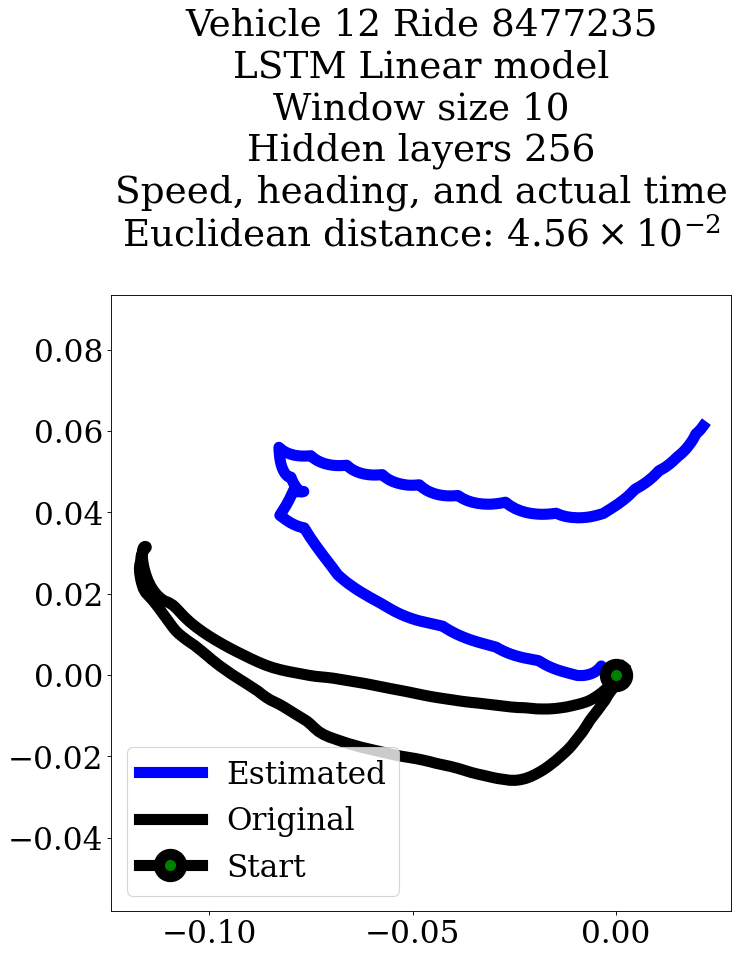 Vehicle 12 Ride 8477235
LSTM Linear model
Window size 10
Hidden layers 256
Speed, heading, and actual time
Euclidean distance: 4.56 × 10⁻²
0.08
0.06
0.04
0.02
0.00
−0.02
−0.04
Estimated
Original
Start
−0.10
−0.05
0.00